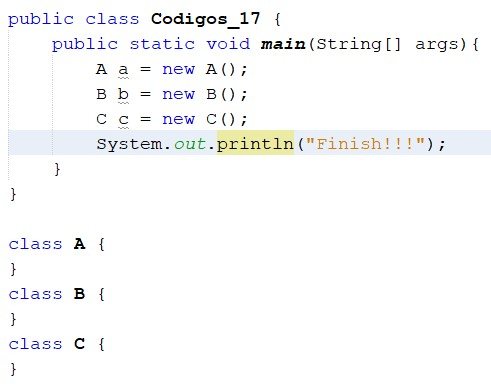 public class Codigos_17 {
    public static void main(String[] args){
        A a = new A();
        B b = new B();
        C c = new C();
        System.out.println("Finish!!!");
    }
}

class A {
}
class B {
}
class C {
}